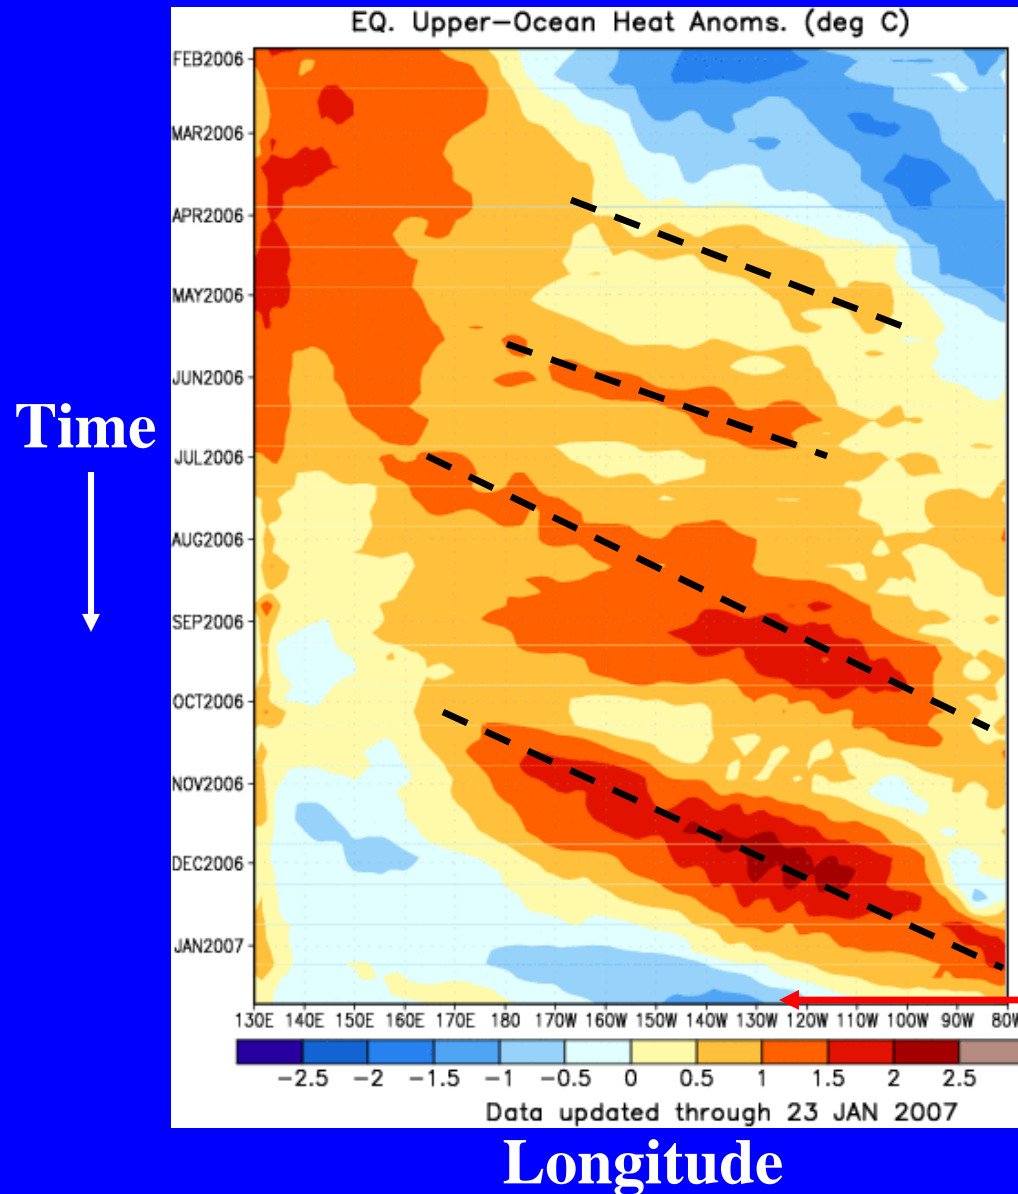 EQ. Upper-Ocean Heat Anoms. (deg C)
FEB2006
MAR2006
APR2006
MAY2006
JUN2006
Time
JUL2006
AUG2006
SEP2006
OCT2006
NOV2006
DEC2006
JAN2007
130E 140E 150E 160E 170E 180 170W 160W 150W 140W 130W 120W 110W 100W 90W 80W
−2.5 −2 −1.5 −1 −0.5 0 0.5 1 1.5 2 2.5
Data updated through 23 JAN 2007
Longitude